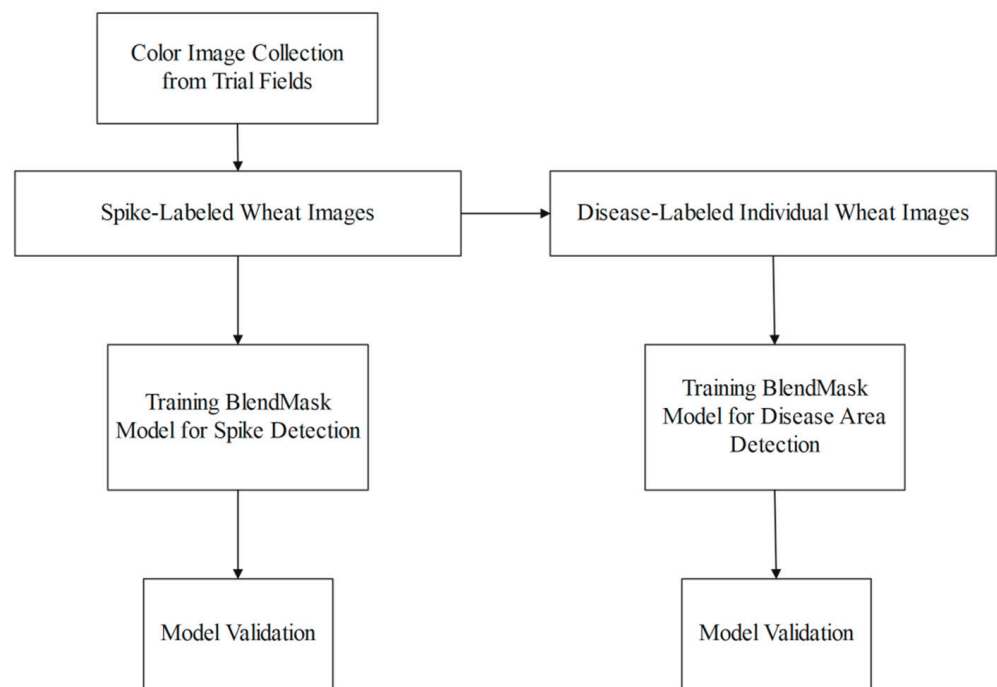 Color Image Collection
from Trial Fields
Spike-Labeled Wheat Images
Disease-Labeled Individual Wheat Images
Training BlendMask
Model for Spike Detection
Training BlendMask
Model for Disease Area
Detection
Model Validation
Model Validation